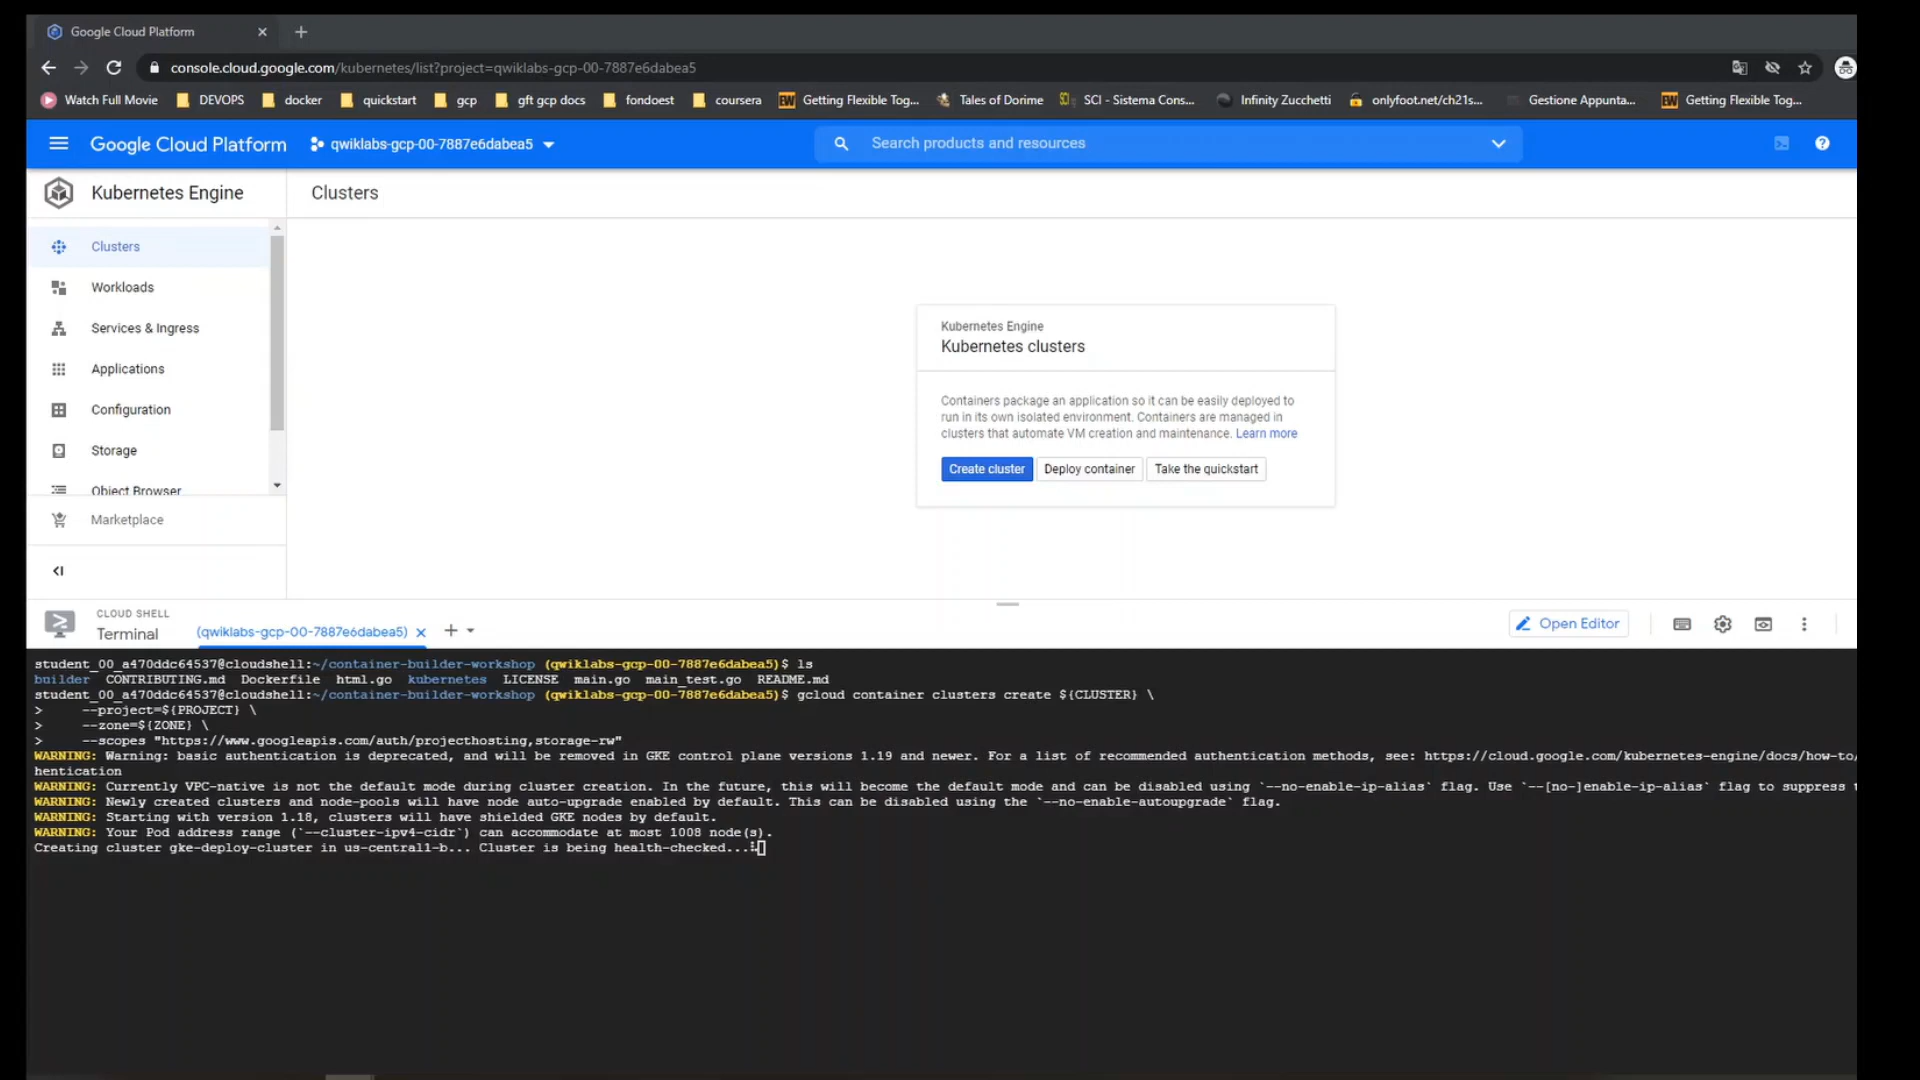 Google Cloud Platform
console.cloud.google.com/kubernetes/list?project=qwiklabs-gcp-00-7887e6dabea5
Watch Full Movie DEVOPS docker quickstart gcp gft gcp docs fondoest coursera Getting Flexible Tog... Tales of Dorime SCI - Sistema Cons... Infinity Zucchetti onlyfoot.net/ch21s... Gestione Appunta... Getting Flexible Tog...
Google Cloud Platform qwiklabs-gcp-00-7887e6dabea5 Search products and resources
Kubernetes Engine
Clusters
Clusters
Workloads
Services & Ingress
Applications
Configuration
Storage
Object Browser
Marketplace
Kubernetes Engine
Kubernetes clusters
Containers package an application so it can be easily deployed to
run in its own isolated environment. Containers are managed in
clusters that automate VM creation and maintenance. Learn more
Create cluster Deploy container Take the quickstart
CLOUD SHELL
Terminal (qwiklabs-gcp-00-7887e6dabea5) Open Editor
student_00_a470ddc64537@cloudshell:~/container-builder-workshop (qwiklabs-gcp-00-7887e6dabea5)$ ls
builder CONTRIBUTING.md Dockerfile html.go kubernetes LICENSE main.go main_test.go README.md
student_00_a470ddc64537@cloudshell:~/container-builder-workshop (qwiklabs-gcp-00-7887e6dabea5)$ gcloud container clusters create ${CLUSTER} \
> --project=${PROJECT} \
> --zone=${ZONE} \
> --scopes "https://www.googleapis.com/auth/projecthosting,storage-rw"
WARNING: Warning: basic authentication is deprecated, and will be removed in GKE control plane versions 1.19 and newer. For a list of recommended authentication methods, see: https://cloud.google.com/kubernetes-engine/docs/how-to/
hentication
WARNING: Currently VPC-native is not the default mode during cluster creation. In the future, this will become the default mode and can be disabled using `--no-enable-ip-alias` flag. Use `--[no-]enable-ip-alias` flag to suppress t
WARNING: Newly created clusters and node-pools will have node auto-upgrade enabled by default. This can be disabled using the `--no-enable-autoupgrade` flag.
WARNING: Starting with version 1.18, clusters will have shielded GKE nodes by default.
WARNING: Your Pod address range (`--cluster-ipv4-cidr`) can accommodate at most 1008 node(s).
Creating cluster gke-deploy-cluster in us-central1-b... Cluster is being health-checked...